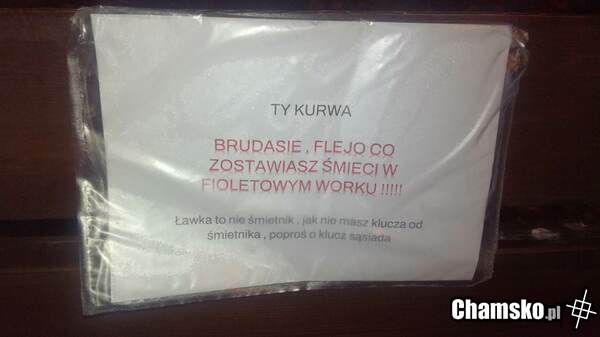 TY KURWA
BRUDASIE , FLEJO CO
ZOSTAWIASZ ŚMIECI W
FIOLETOWYM WORKU !!!!!
Ławka to nie śmietnik , jak nie masz klucza od
śmietnika , poproś o klucz sąsiada
Chamsko.pl